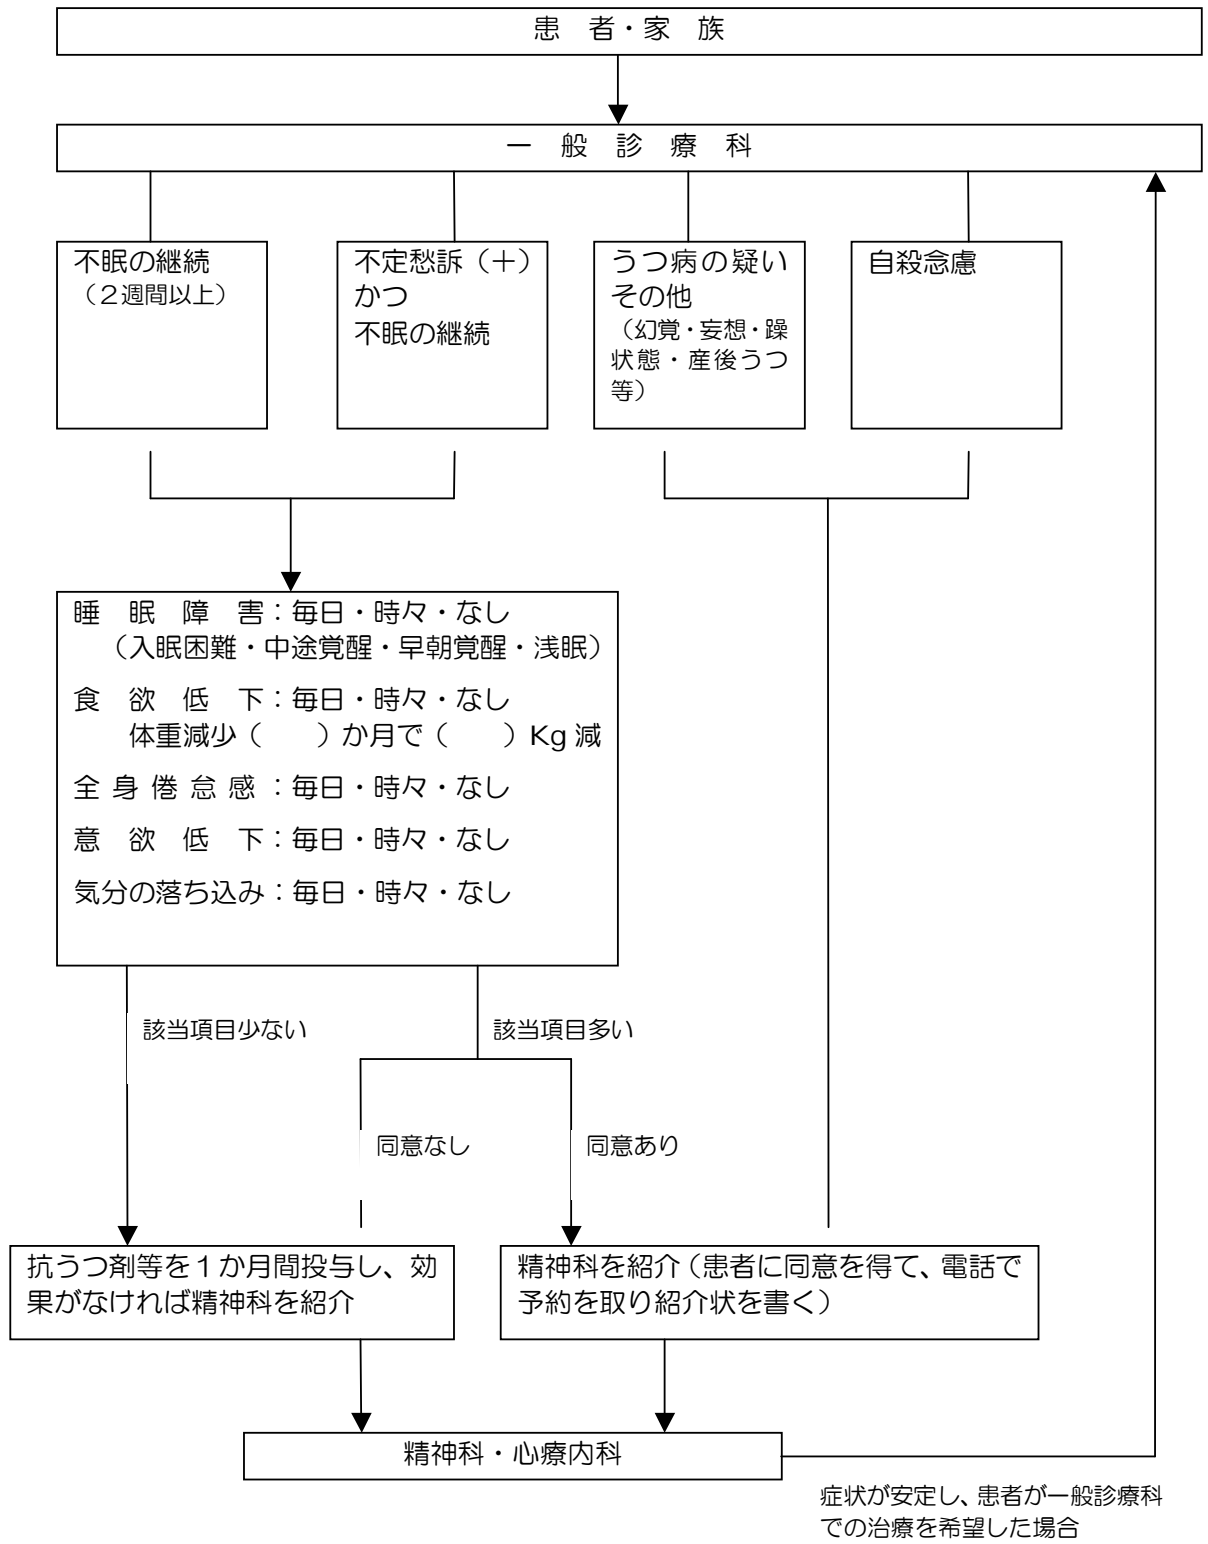 患　者・家　族
一　般　診　療　科
不眠の継続
（２週間以上）
不定愁訴（＋）
かつ
不眠の継続
うつ病の疑い
その他
（幻覚・妄想・躁
状態・産後うつ
等）
自殺念慮
睡　眠　障　害：毎日・時々・なし
（入眠困難・中途覚醒・早朝覚醒・浅眠）
食　欲　低　下：毎日・時々・なし
体重減少（　　）か月で（　　）Kg 減
全 身 倦 怠 感 ：毎日・時々・なし
意　欲　低　下：毎日・時々・なし
気分の落ち込み：毎日・時々・なし
該当項目少ない
該当項目多い
同意なし
同意あり
抗うつ剤等を１か月間投与し、効
果がなければ精神科を紹介
精神科を紹介（患者に同意を得て、電話で
予約を取り紹介状を書く）
精神科・心療内科
症状が安定し、患者が一般診療科
での治療を希望した場合